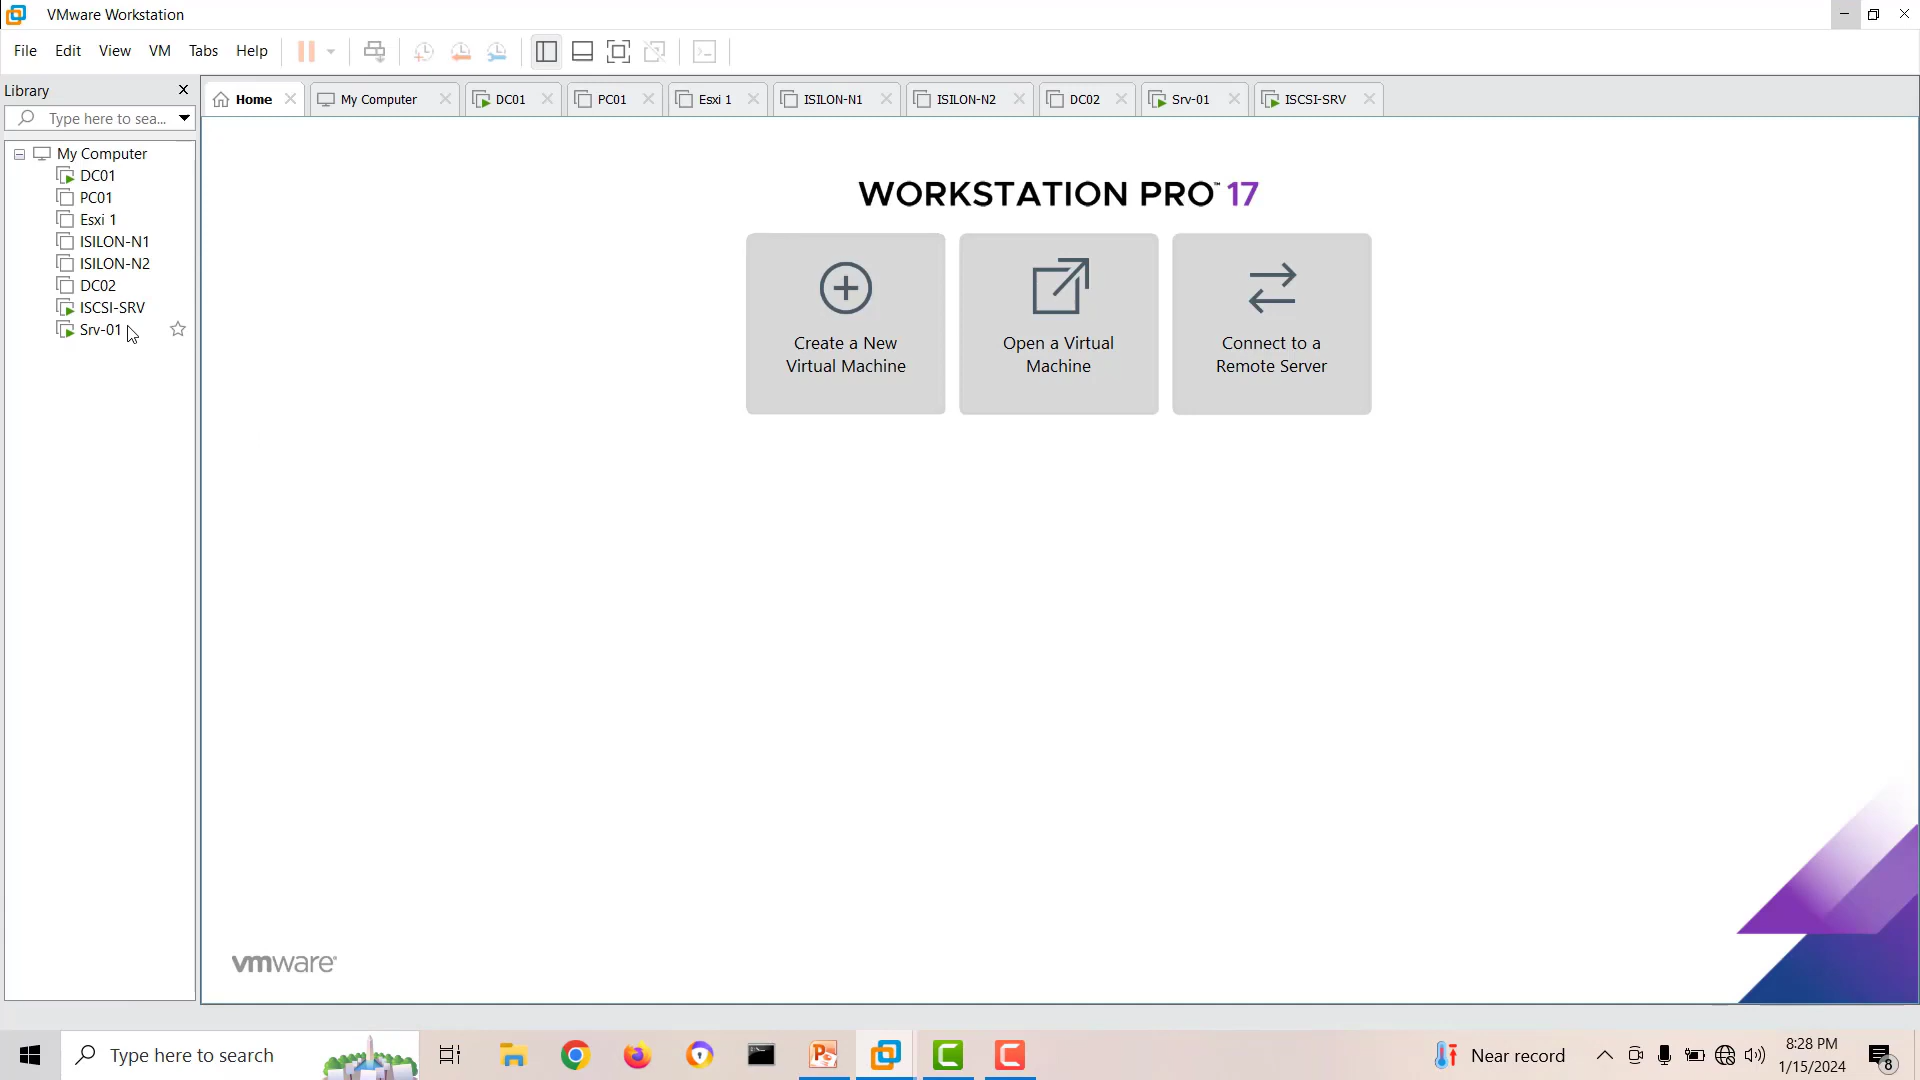 VMware Workstation
File Edit View VM Tabs Help
Library
Type here to sea...
My Computer
DC01
PC01
Esxi 1
ISILON-N1
ISILON-N2
DC02
ISCSI-SRV
Srv-01
Home My Computer DC01 PC01 Esxi 1 ISILON-N1 ISILON-N2 DC02 Srv-01 ISCSI-SRV
WORKSTATION PRO™ 17
Create a New
Virtual Machine
Open a Virtual
Machine
Connect to a
Remote Server
vmware®
Type here to search
Near record
8:28 PM
1/15/2024
8